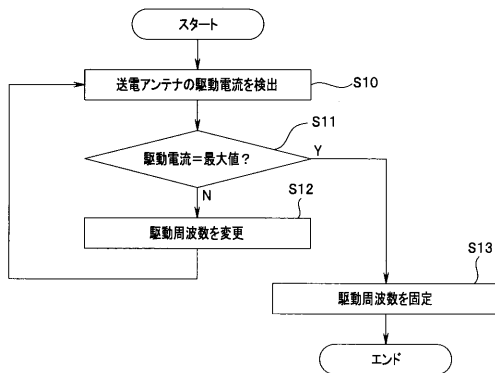 スタート
送電アンテナの駆動電流を検出
S10
S11
駆動電流=最大値?
Y
N
S12
駆動周波数を変更
S13
駆動周波数を固定
エンド